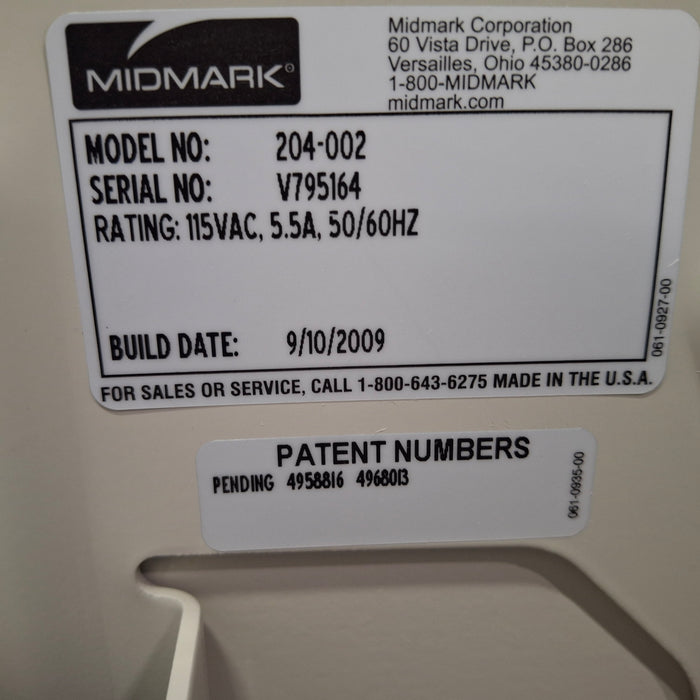 MIDMARK®
Midmark Corporation
60 Vista Drive, P.O. Box 286
Versailles, Ohio 45380-0286
1-800-MIDMARK
midmark.com
MODEL NO: 204-002
SERIAL NO: V795164
RATING: 115VAC, 5.5A, 50/60HZ
BUILD DATE: 9/10/2009
061-0927-00
FOR SALES OR SERVICE, CALL 1-800-643-6275 MADE IN THE U.S.A.
PATENT NUMBERS
PENDING 4958816 4968013
061-0935-00